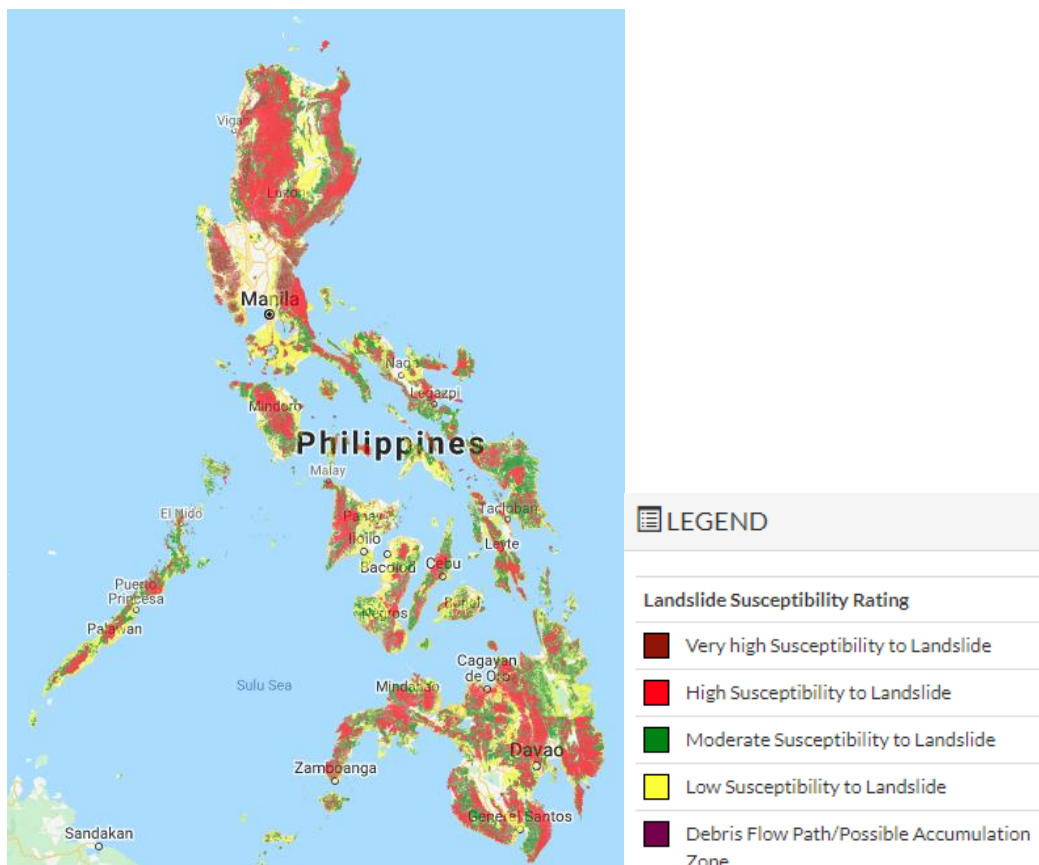 Vigan
Luzon
Manila
Naga
Legazpi
Mindoro
Philippines
Malay
Tacloban
El Nido
Panay
Iloilo
Leyte
Bacolod
Cebu
Puerto
Princesa
Negros
Bohol
Palawan
Cagayan
de Oro
Sulu Sea
Mindanao
Davao
Zamboanga
General Santos
Sandakan
LEGEND
Landslide Susceptibility Rating
Very high Susceptibility to Landslide
High Susceptibility to Landslide
Moderate Susceptibility to Landslide
Low Susceptibility to Landslide
Debris Flow Path/Possible Accumulation
Zone